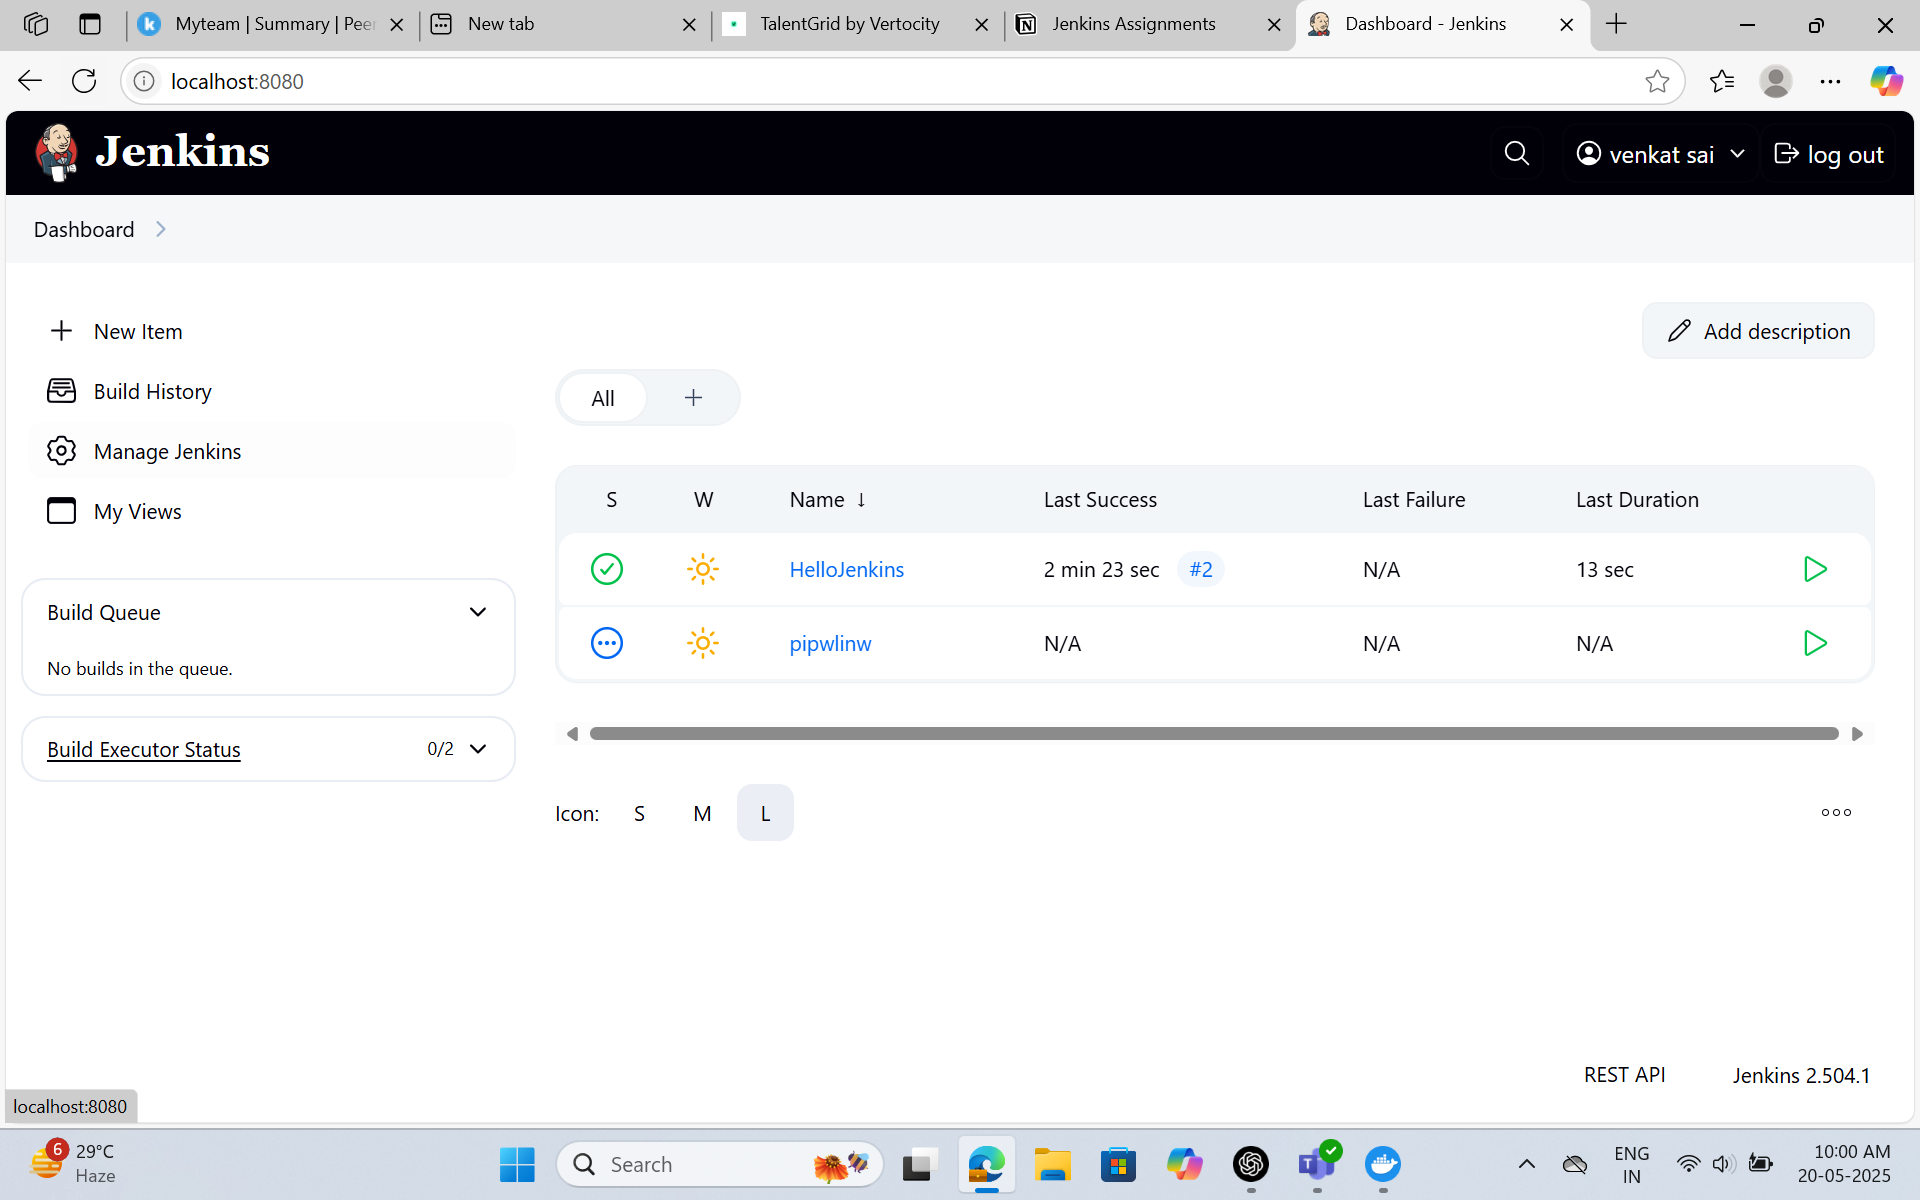 Myteam | Summary | Peer
New tab
TalentGrid by Vertocity
Jenkins Assignments
Dashboard - Jenkins
localhost:8080
Jenkins
venkat sai
log out
Dashboard
New Item
Build History
Manage Jenkins
My Views
Build Queue
No builds in the queue.
Build Executor Status 0/2
Add description
All
S W Name ↓ Last Success Last Failure Last Duration
HelloJenkins 2 min 23 sec #2 N/A 13 sec
pipwlinw N/A N/A N/A
Icon: S M L
REST API Jenkins 2.504.1
localhost:8080
6
29°C
Haze
Search
T
ENG
IN
10:00 AM
20-05-2025